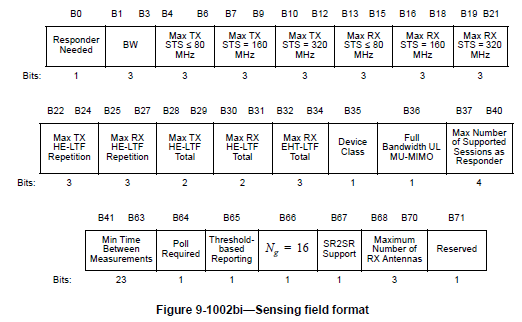 B0 B1 B3 B4 B6 B7 B9 B10 B12 B13 B15 B16 B18 B19 B21
Responder Needed BW Max TX STS ≤ 80 MHz Max TX STS = 160 MHz Max TX STS = 320 MHz Max RX STS ≤ 80 MHz Max RX STS = 160 MHz Max RX STS = 320 MHz
Bits: 1 3 3 3 3 3 3 3
B22 B24 B25 B27 B28 B29 B30 B31 B32 B34 B35 B36 B37 B40
Max TX HE-LTF Repetition Max RX HE-LTF Repetition Max TX HE-LTF Total Max RX HE-LTF Total Max RX EHT-LTF Total Device Class Full Bandwidth UL MU-MIMO Max Number of Supported Sessions as Responder
Bits: 3 3 2 2 3 1 1 4
B41 B63 B64 B65 B66 B67 B68 B70 B71
Min Time Between Measurements Poll Required Threshold-based Reporting Ng = 16 SR2SR Support Maximum Number of RX Antennas Reserved
Bits: 23 1 1 1 1 3 1
Figure 9-1002bi—Sensing field format